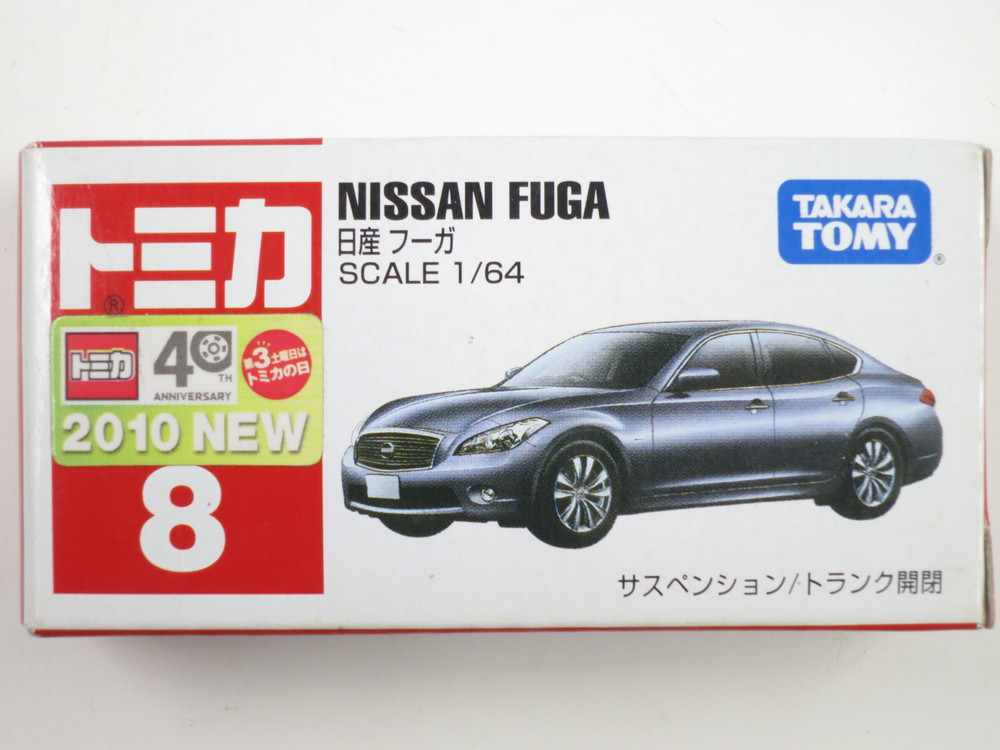 トミカ
®
NISSAN FUGA
日産 フーガ
SCALE 1/64
TAKARA
TOMY
®
トミカ
40
TH
ANNIVERSARY
第3土曜日は
トミカの日
2010 NEW
8
サスペンション/トランク開閉